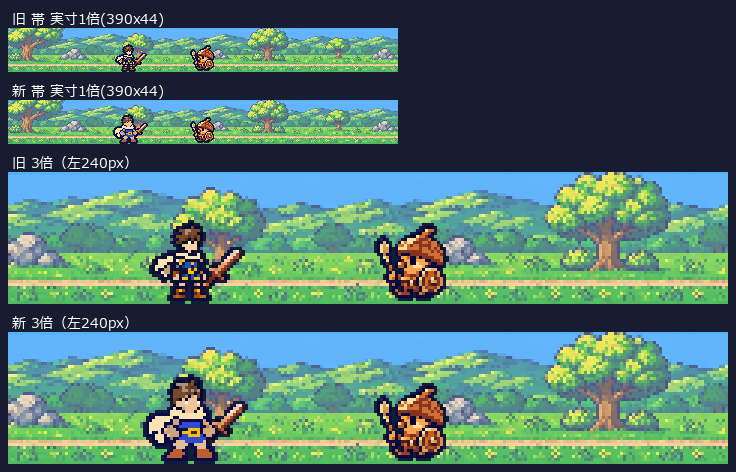 旧 帯 実寸1倍(390x44)
新 帯 実寸1倍(390x44)
旧 3倍（左240px）
新 3倍（左240px）